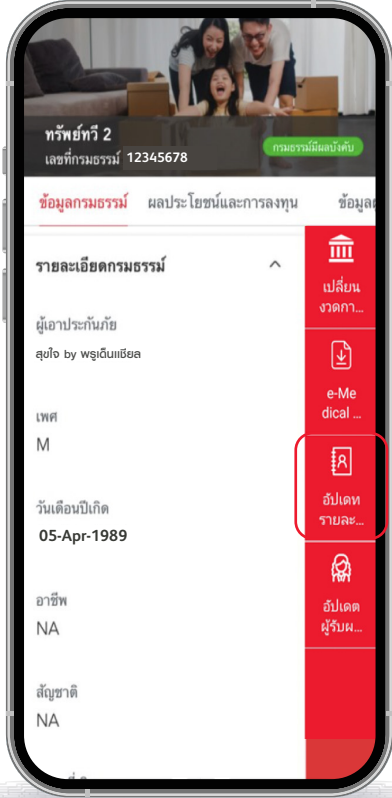 ทรัพย์ทวี 2
เลขที่กรมธรรม์ 12345678
กรมธรรม์มีผลบังคับ
ข้อมูลกรมธรรม์ ผลประโยชน์และการลงทุน ข้อมูล
รายละเอียดกรมธรรม์
เปลี่ยน
งวดกา...
ผู้เอาประกันภัย
สุขใจ by พรูเด็นเชียล
e-Me
dical ...
เพศ
M
อัปเดท
รายละ...
วันเดือนปีเกิด
05-Apr-1989
อาชีพ
NA
อัปเดต
ผู้รับผ...
สัญชาติ
NA